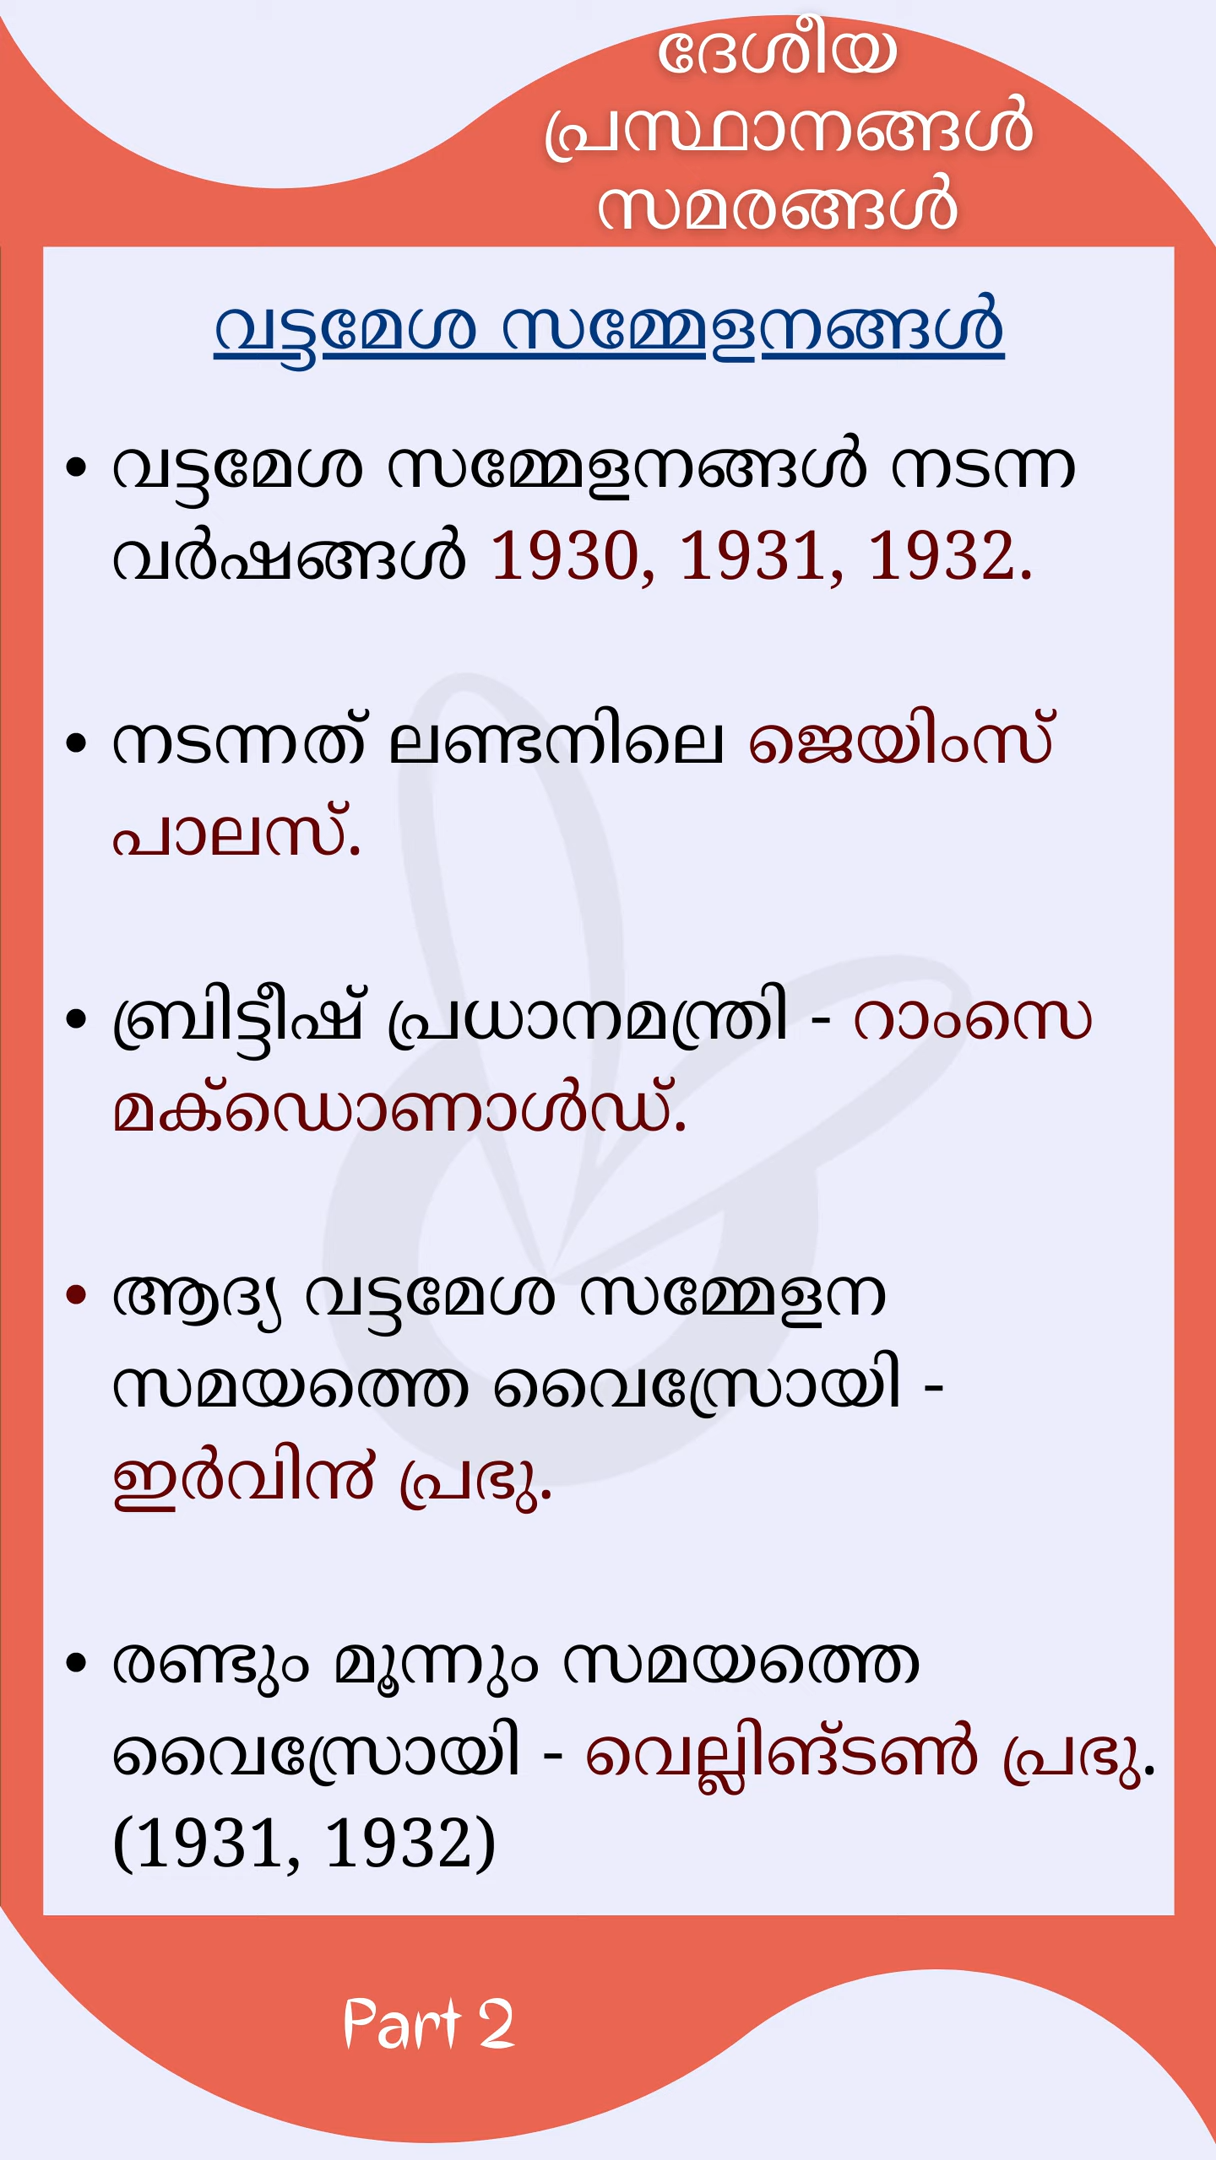 ദേശീയ
പ്രസ്ഥാനങ്ങൾ
സമരങ്ങൾ
വട്ടമേശ സമ്മേളനങ്ങൾ
• വട്ടമേശ സമ്മേളനങ്ങൾ നടന്ന
വർഷങ്ങൾ 1930, 1931, 1932.
• നടന്നത് ലണ്ടനിലെ ജെയിംസ്
പാലസ്.
• ബ്രിട്ടീഷ് പ്രധാനമന്ത്രി - റാംസെ
മക്ഡൊണാൾഡ്.
• ആദ്യ വട്ടമേശ സമ്മേളന
സമയത്തെ വൈസ്രോയി -
ഇർവിൻ പ്രഭു.
• രണ്ടും മൂന്നും സമയത്തെ
വൈസ്രോയി - വെല്ലിങ്ടൺ പ്രഭു.
(1931, 1932)
Part 2